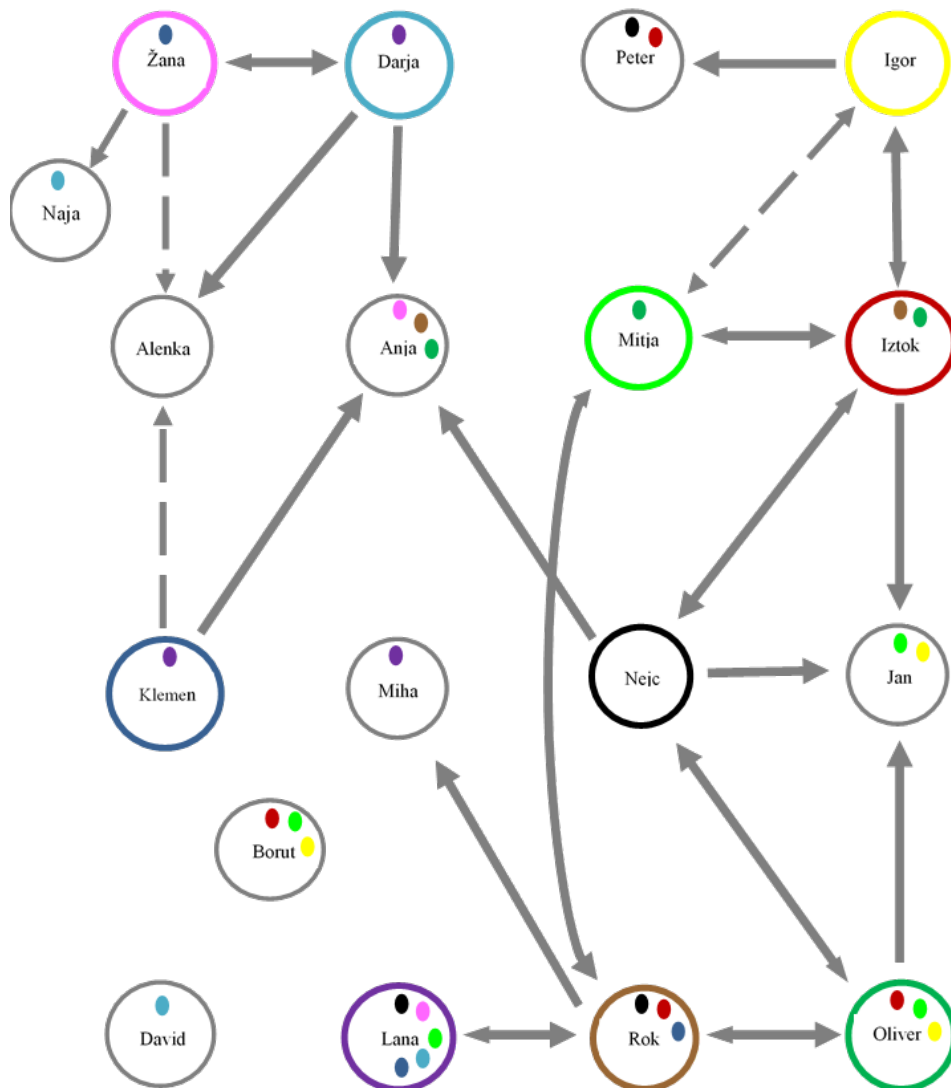 Žana
Darja
Peter
Igor
Naja
Alenka
Anja
Mitja
Iztok
Klemen
Miha
Nejc
Jan
Borut
David
Lana
Rok
Oliver